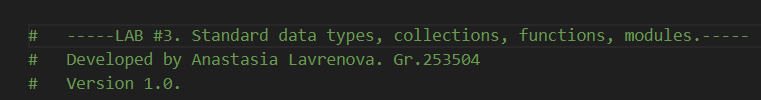 #   -----LAB #3. Standard data types, collections, functions, modules.-----
#   Developed by Anastasia Lavrenova. Gr.253504
#   Version 1.0.